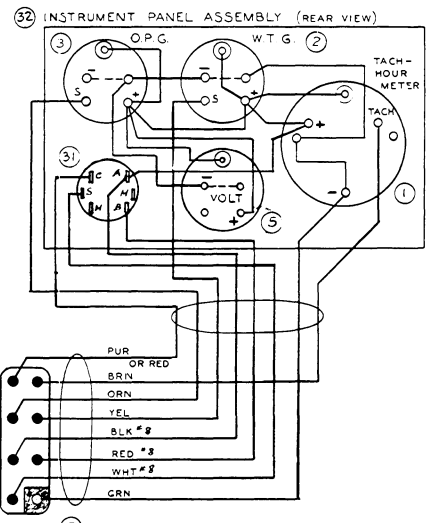 32 INSTRUMENT PANEL ASSEMBLY (REAR VIEW)
3 O.P.G. W.T.G. 2
TACH-
HOUR
METER
TACH
S - +
S - +
+
-
1
31
C A
S H
M B
- VOLT +
5
PUR
OR RED
BRN
ORN
YEL
BLK #8
RED #8
WHT #8
GRN